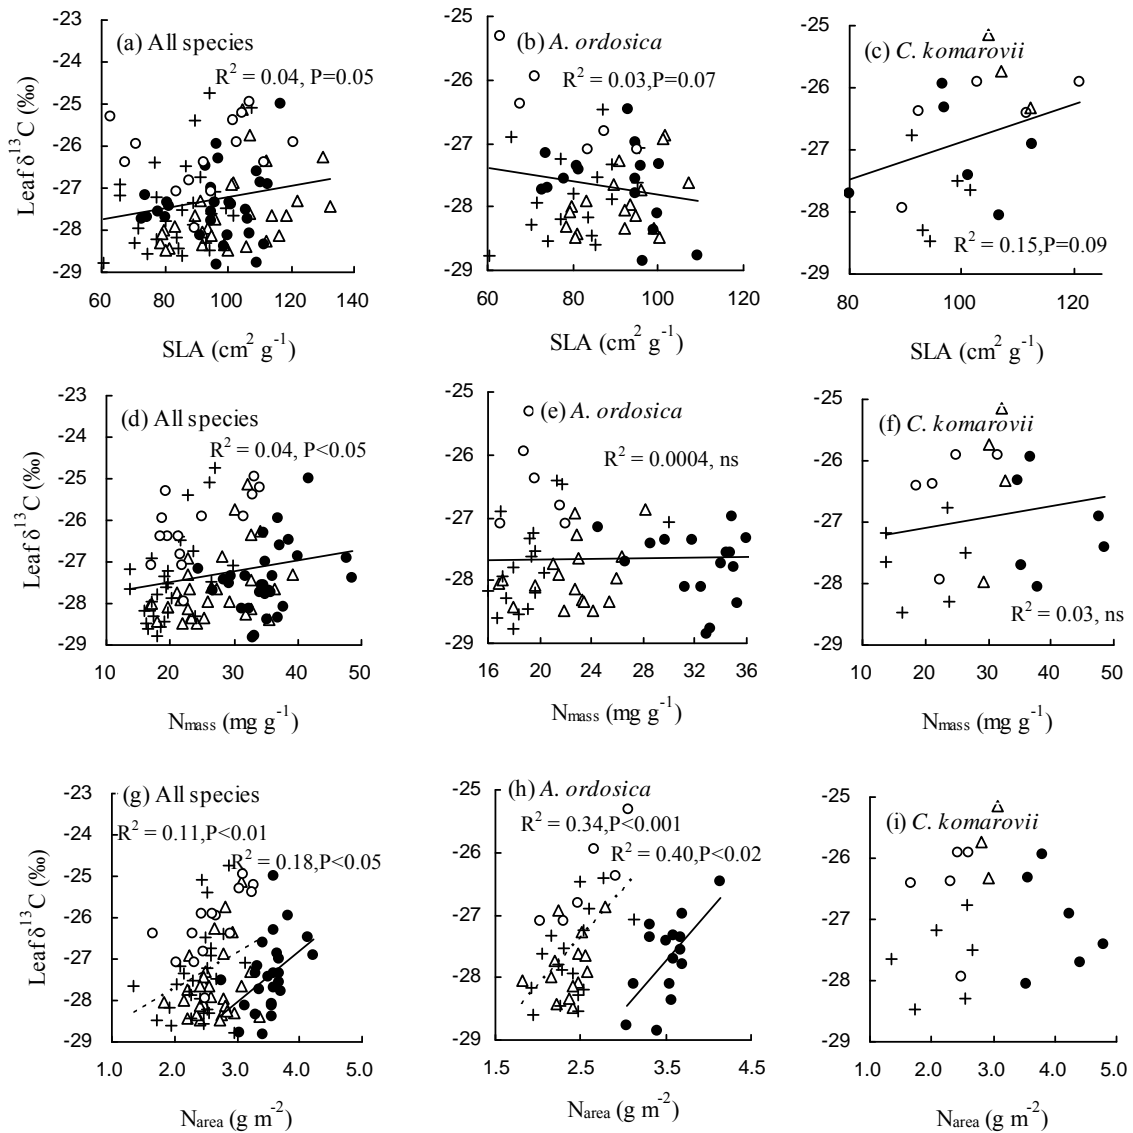 (a) All species
R² = 0.04, P=0.05
Leaf δ¹³C (‰)
-23
-24
-25
-26
-27
-28
-29
60 80 100 120 140
SLA (cm² g⁻¹)
(b) A. ordosica
R² = 0.03,P=0.07
-25
-26
-27
-28
-29
60 80 100 120
SLA (cm² g⁻¹)
(c) C. komarovii
R² = 0.15,P=0.09
-25
-26
-27
-28
-29
80 100 120
SLA (cm² g⁻¹)
(d) All species
R² = 0.04, P<0.05
Leaf δ¹³C (‰)
-23
-24
-25
-26
-27
-28
-29
10 20 30 40 50
Nmass (mg g⁻¹)
(e) A. ordosica
R² = 0.0004, ns
-25
-26
-27
-28
-29
16 20 24 28 32 36
Nmass (mg g⁻¹)
(f) C. komarovii
R² = 0.03, ns
-25
-26
-27
-28
-29
10 20 30 40 50
Nmass (mg g⁻¹)
(g) All species
R² = 0.11,P<0.01
R² = 0.18,P<0.05
Leaf δ¹³C (‰)
-23
-24
-25
-26
-27
-28
-29
1.0 2.0 3.0 4.0 5.0
Narea (g m⁻²)
(h) A. ordosica
R² = 0.34,P<0.001
R² = 0.40,P<0.02
-25
-26
-27
-28
-29
1.5 2.5 3.5 4.5
Narea (g m⁻²)
(i) C. komarovii
-25
-26
-27
-28
-29
1.0 2.0 3.0 4.0 5.0
Narea (g m⁻²)